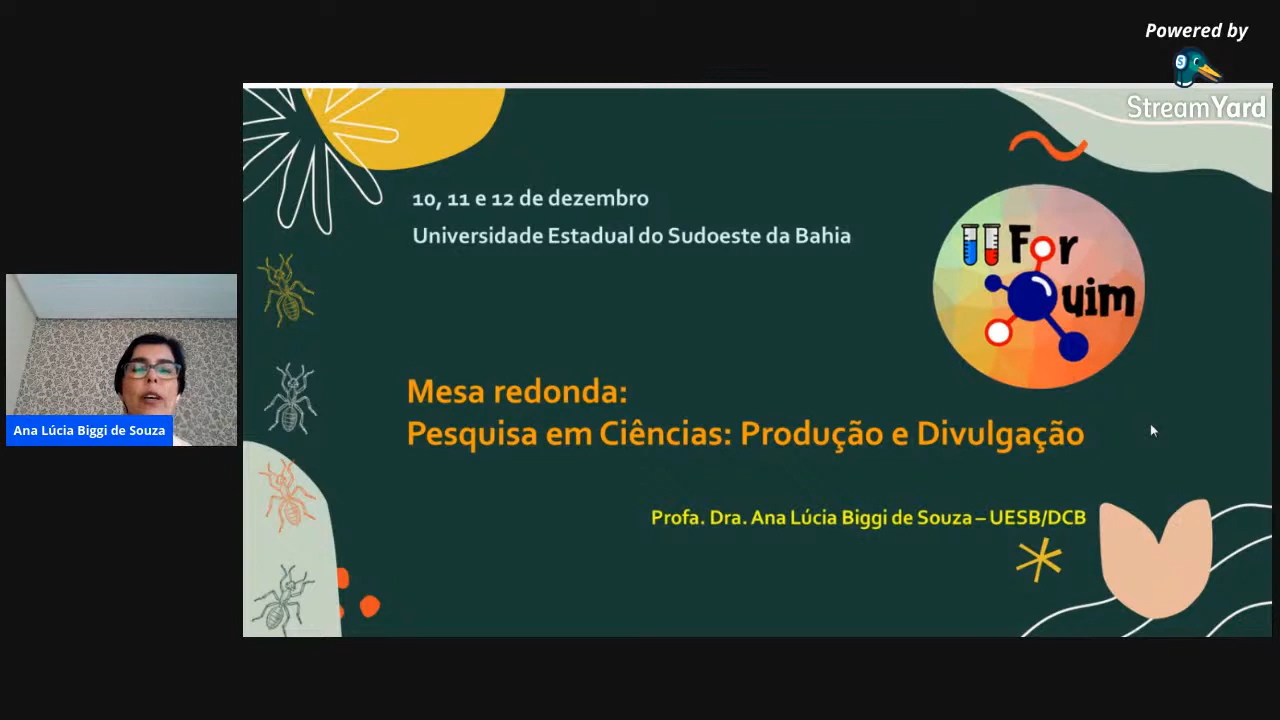 Powered by
StreamYard
10, 11 e 12 de dezembro
Universidade Estadual do Sudoeste da Bahia
For
Quim
Mesa redonda:
Pesquisa em Ciências: Produção e Divulgação
Ana Lúcia Biggi de Souza
Profa. Dra. Ana Lúcia Biggi de Souza – UESB/DCB